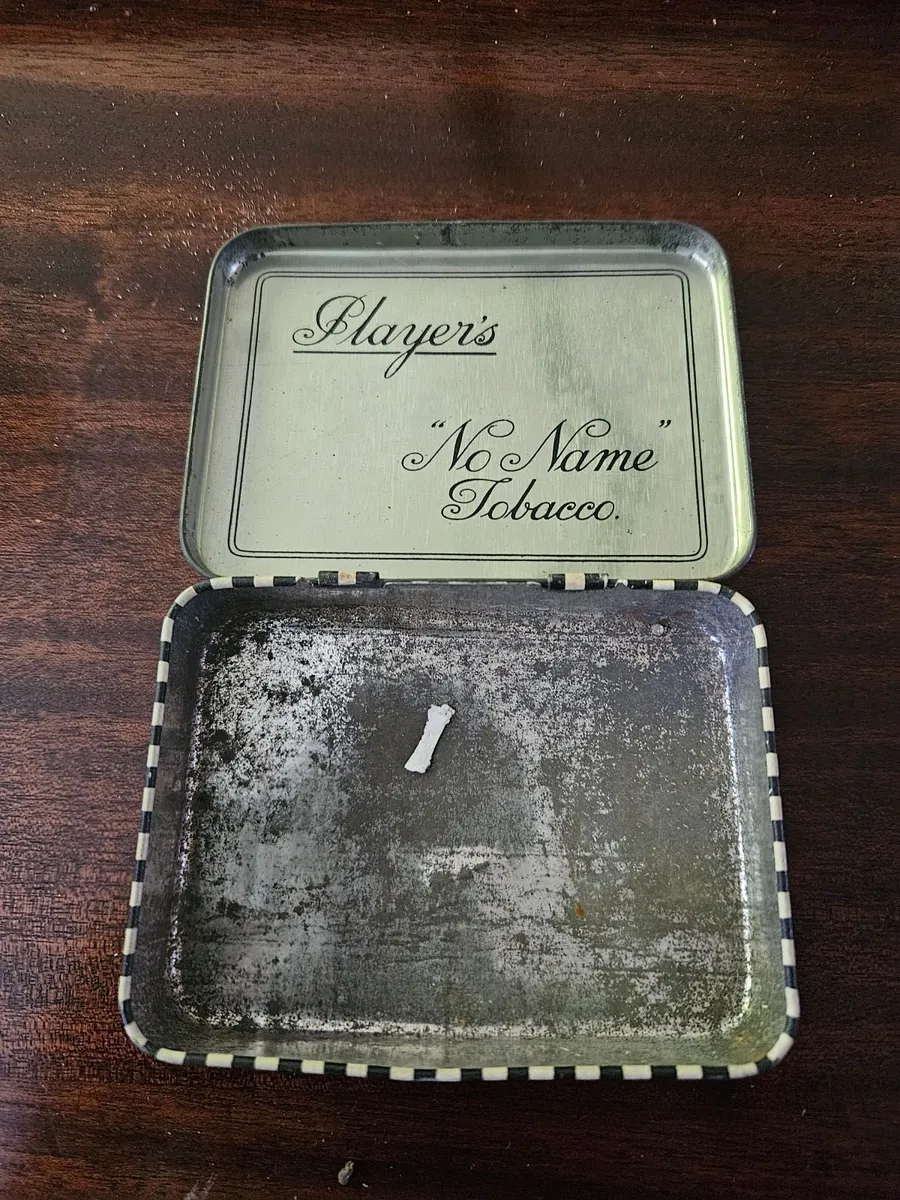 Player's
"No Name"
Tobacco.